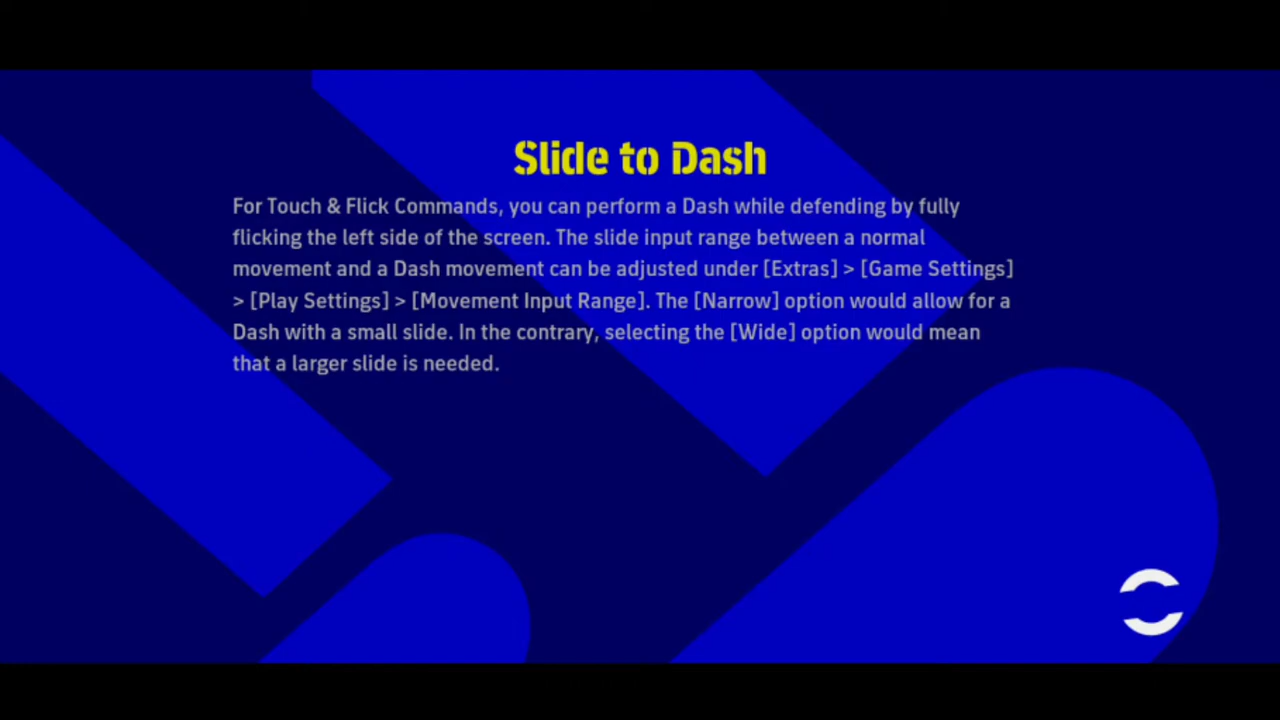 Slide to Dash
For Touch & Flick Commands, you can perform a Dash while defending by fully
flicking the left side of the screen. The slide input range between a normal
movement and a Dash movement can be adjusted under [Extras] > [Game Settings]
> [Play Settings] > [Movement Input Range]. The [Narrow] option would allow for a
Dash with a small slide. In the contrary, selecting the [Wide] option would mean
that a larger slide is needed.